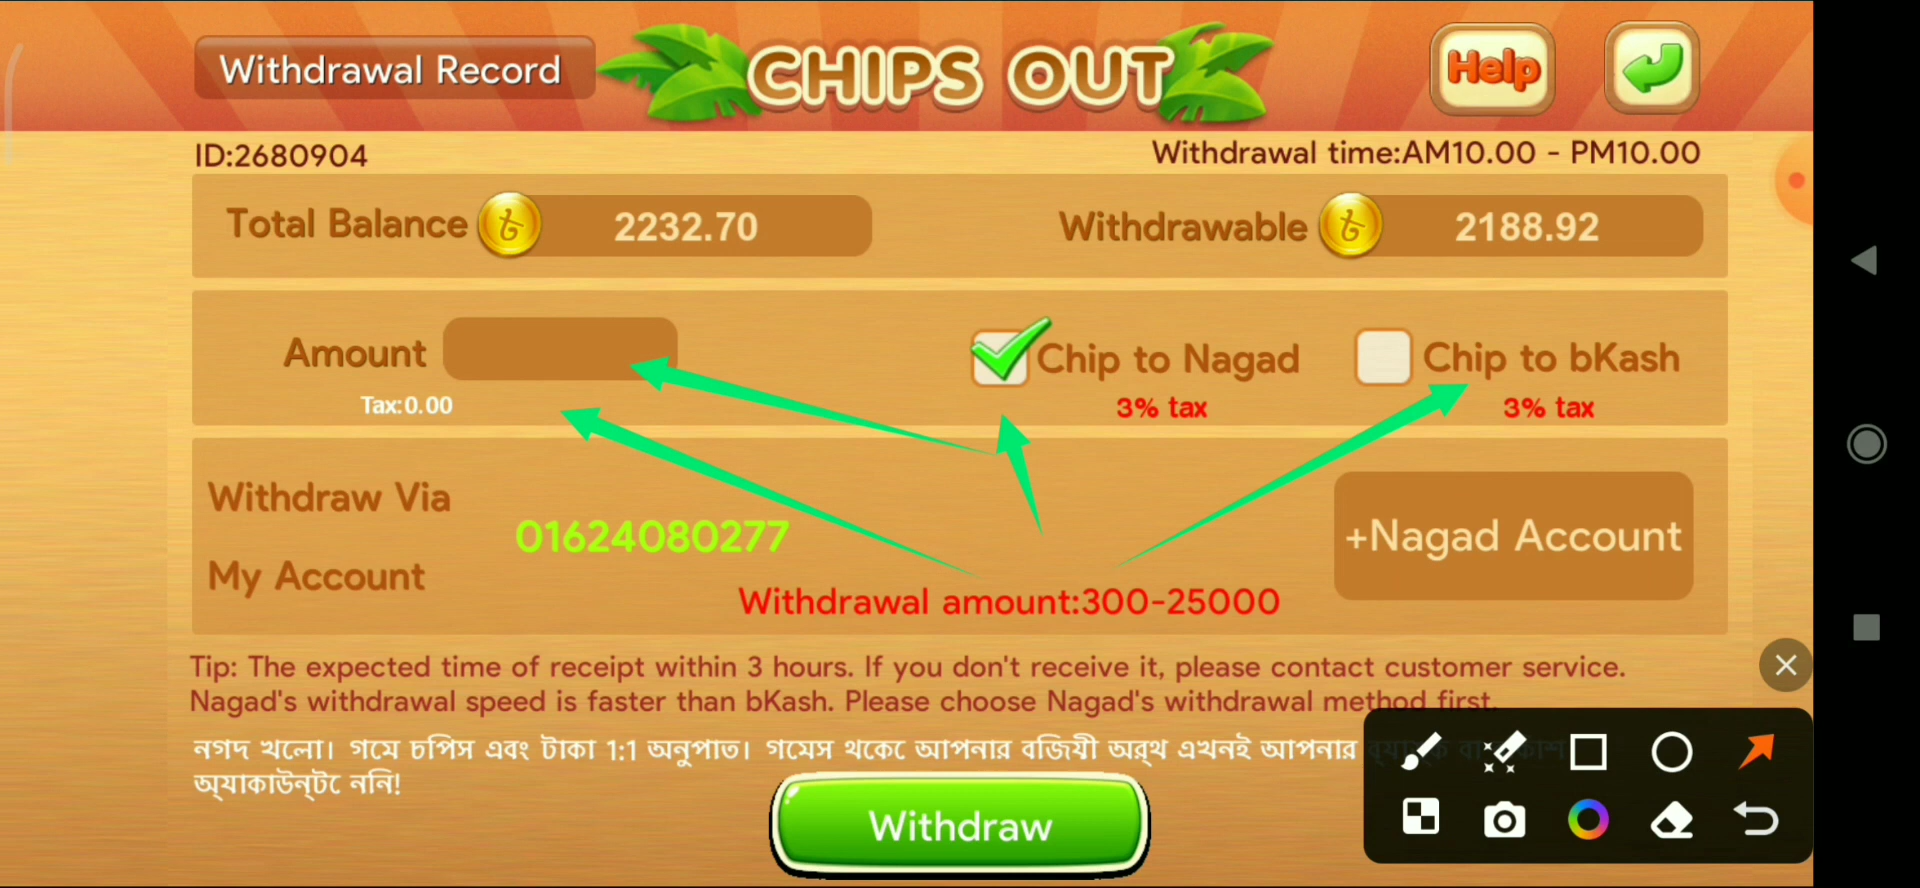 Withdrawal Record
CHIPS OUT
Help
ID:2680904
Withdrawal time:AM10.00 - PM10.00
Total Balance
2232.70
Withdrawable
2188.92
Amount
Chip to Nagad
Chip to bKash
Tax:0.00
3% tax
3% tax
Withdraw Via
01624080277
+Nagad Account
My Account
Withdrawal amount:300-25000
Tip: The expected time of receipt within 3 hours. If you don't receive it, please contact customer service.
Nagad's withdrawal speed is faster than bKash. Please choose Nagad's withdrawal method first.
নগদ খলো। গমে চপিস এবং টাকা 1:1 অনুপাত। গমেস থকে আপনার বজিযী অর্থ এখনই আপনার
অ্যাকাউন্টে ননি!
Withdraw